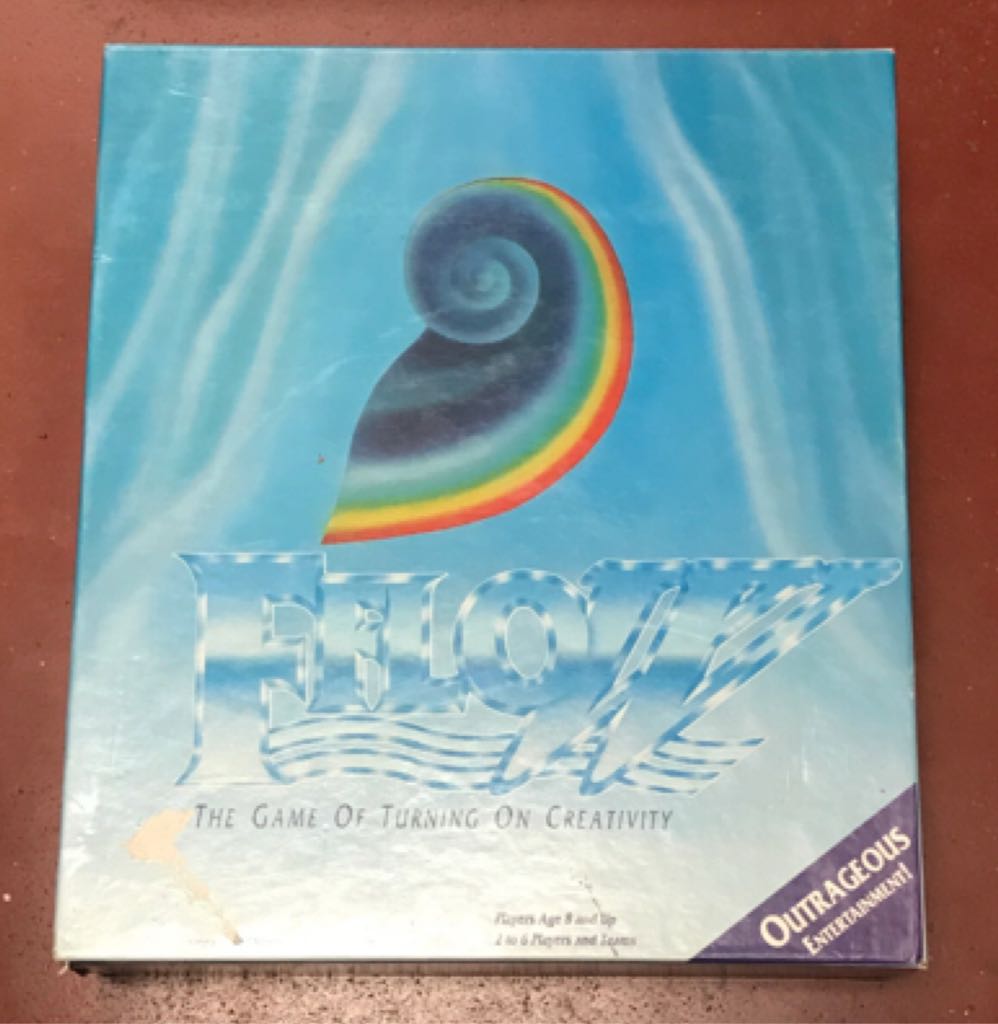 FLOW
THE GAME OF TURNING ON CREATIVITY
Players Age 8 and Up
2 to 6 Players and Teams
OUTRAGEOUS
ENTERTAINMENT!